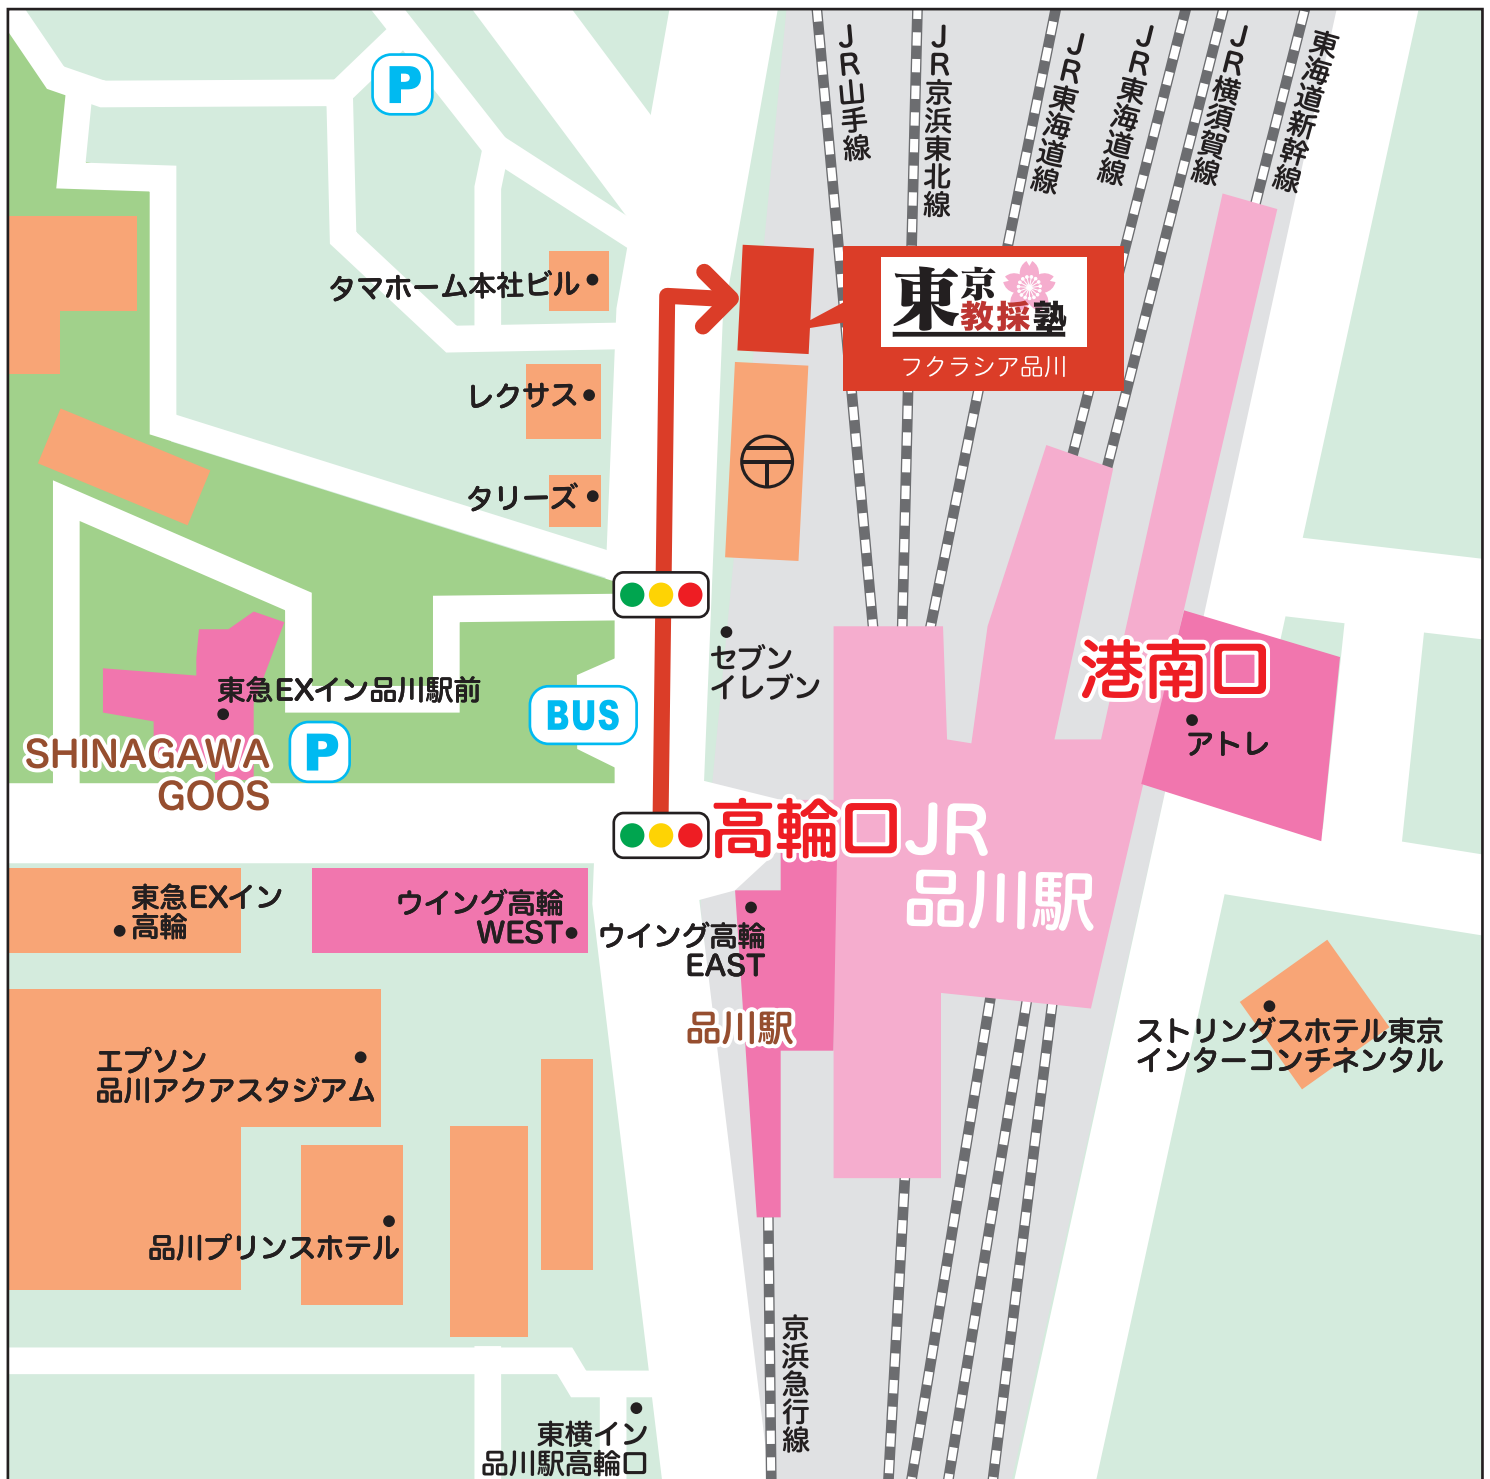 P
JR山手線
JR京浜東北線
JR東海道線
JR東海道線
JR横須賀線
東海道新幹線
タマホーム本社ビル
東京
教採塾
フクラシア品川
レクサス
〒
タリーズ
セブン
イレブン
東急EXイン品川駅前
BUS
SHINAGAWA
GOOS
P
港南口
アトレ
高輪口
JR
品川駅
東急EXイン
高輪
ウイング高輪
WEST
ウイング高輪
EAST
品川駅
ストリングスホテル東京
インターコンチネンタル
エプソン
品川アクアスタジアム
品川プリンスホテル
京浜急行線
東横イン
品川駅高輪口